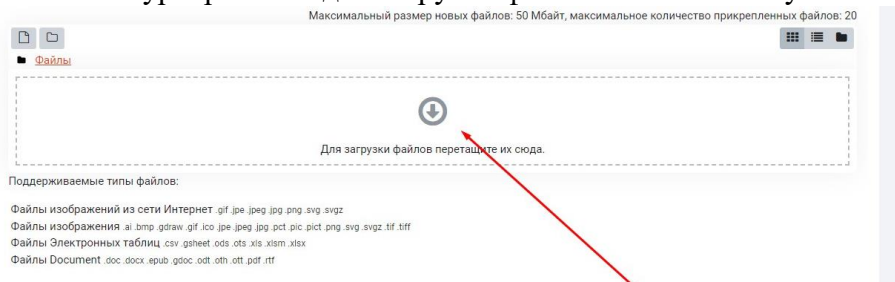 Максимальный размер новых файлов: 50 Мбайт, максимальное количество прикрепленных файлов: 20
Файлы
Для загрузки файлов перетащите их сюда.
Поддерживаемые типы файлов:
Файлы изображений из сети Интернет .gif .jpe .jpeg .jpg .png .svg .svgz
Файлы изображения .ai .bmp .gdraw .gif .ico .jpe .jpeg .jpg .pct .pic .pict .png .svg .svgz .tif .tiff
Файлы Электронных таблиц .csv .gsheet .ods .ots .xls .xlsm .xlsx
Файлы Document .doc .docx .epub .gdoc .odt .oth .ott .pdf .rtf